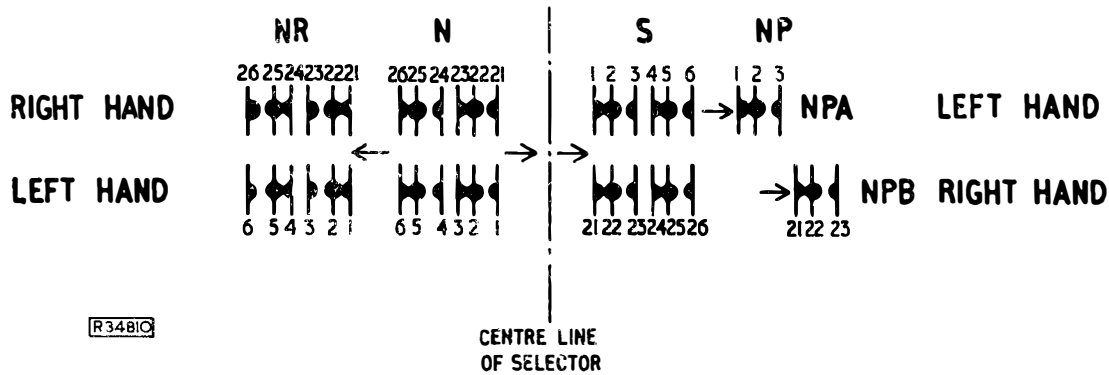 NR N S NP
26 25 24 23 22 21 26 25 24 23 22 21 1 2 3 4 5 6 1 2 3
RIGHT HAND NPA LEFT HAND
LEFT HAND NPB RIGHT HAND
6 5 4 3 2 1 6 5 4 3 2 1 21 22 23 24 25 26 21 22 23
R34810
CENTRE LINE
OF SELECTOR